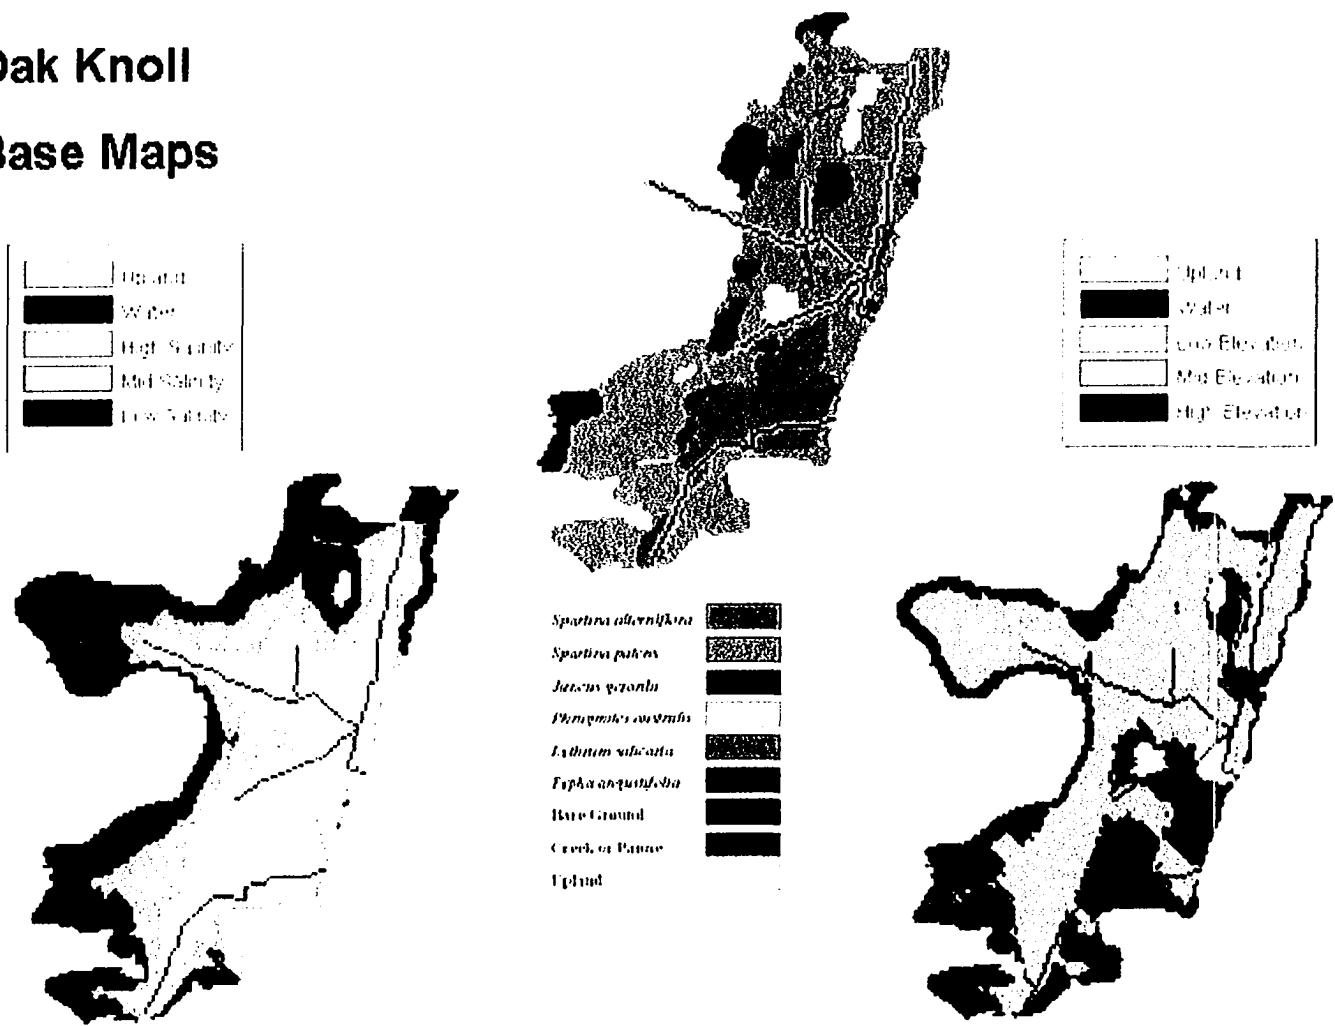 Oak Knoll
Base Maps
Upland
Water
High Salinity
Mid Salinity
Low Salinity
Upland
Water
Low Elevation
Mid Elevation
High Elevation
Spartina alterniflora
Spartina patens
Juncus gerardii
Phragmites australis
Lythrum salicaria
Typha angustifolia
Bare Ground
Creek or Panne
Upland